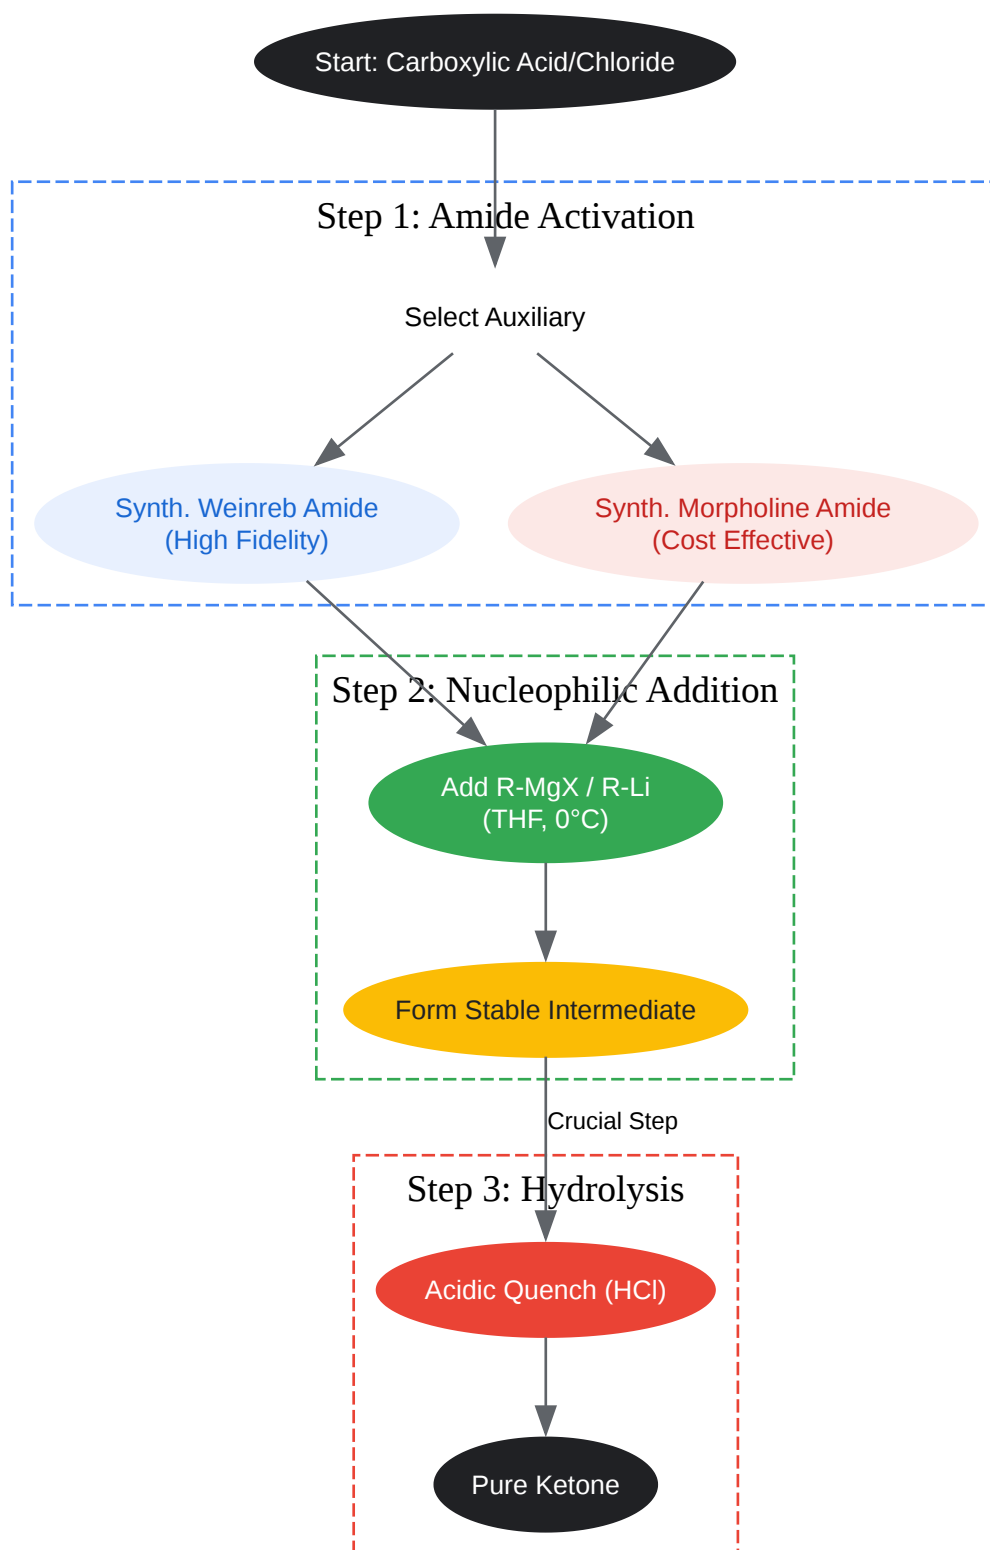 Start: Carboxylic Acid/Chloride
Step 1: Amide Activation
Select Auxiliary
Synth. Weinreb Amide
(High Fidelity)
Synth. Morpholine Amide
(Cost Effective)
Step 2: Nucleophilic Addition
Add R-MgX / R-Li
(THF, 0°C)
Form Stable Intermediate
Crucial Step
Step 3: Hydrolysis
Acidic Quench (HCl)
Pure Ketone